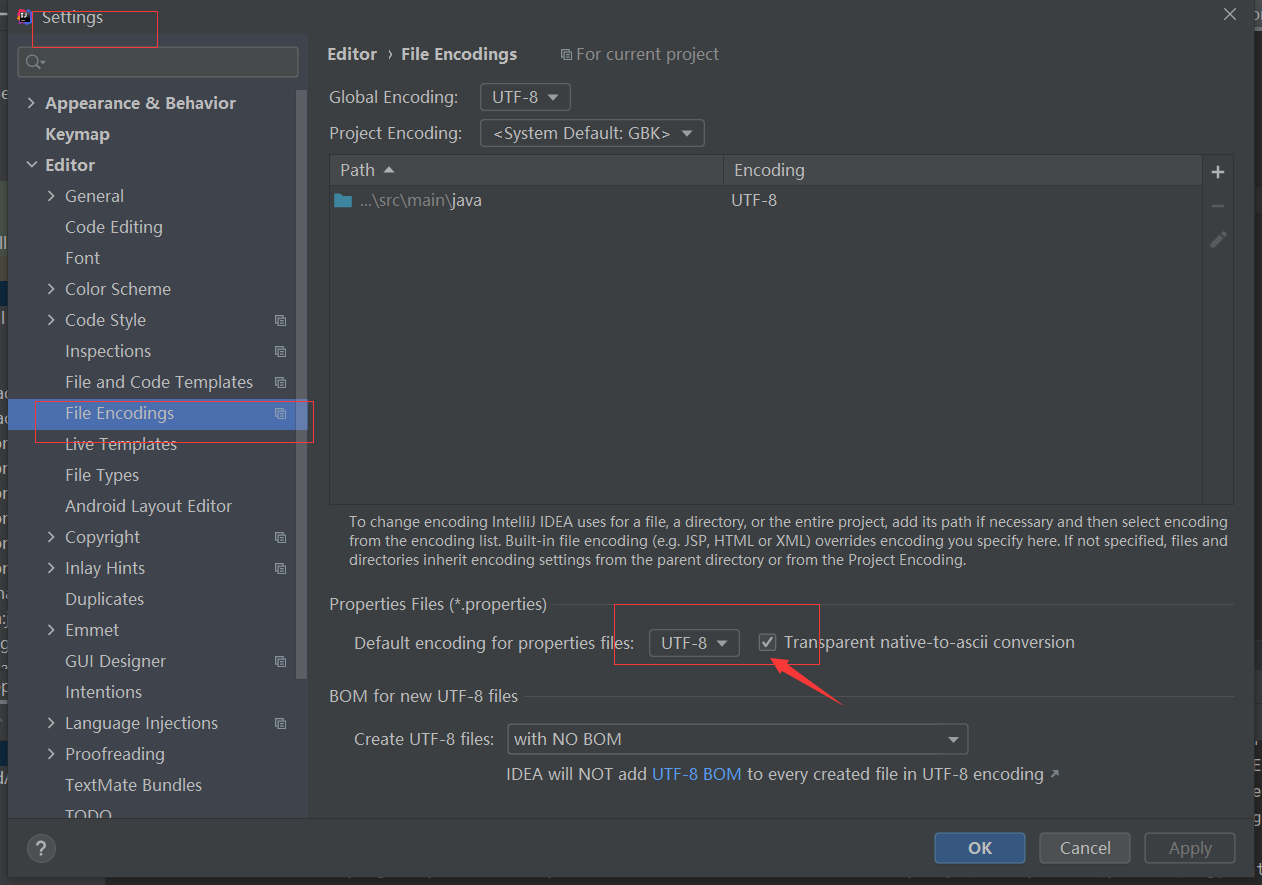 Settings
Editor › File Encodings For current project
Global Encoding: UTF-8
Project Encoding: <System Default: GBK>
Path Encoding
...\src\main\java UTF-8
Appearance & Behavior
Keymap
Editor
General
Code Editing
Font
Color Scheme
Code Style
Inspections
File and Code Templates
File Encodings
Live Templates
File Types
Android Layout Editor
Copyright
Inlay Hints
Duplicates
Emmet
GUI Designer
Intentions
Language Injections
Proofreading
TextMate Bundles
TODO
To change encoding IntelliJ IDEA uses for a file, a directory, or the entire project, add its path if necessary and then select encoding
from the encoding list. Built-in file encoding (e.g. JSP, HTML or XML) overrides encoding you specify here. If not specified, files and
directories inherit encoding settings from the parent directory or from the Project Encoding.
Properties Files (*.properties)
Default encoding for properties files: UTF-8 Transparent native-to-ascii conversion
BOM for new UTF-8 files
Create UTF-8 files: with NO BOM
IDEA will NOT add UTF-8 BOM to every created file in UTF-8 encoding ↗
? OK Cancel Apply